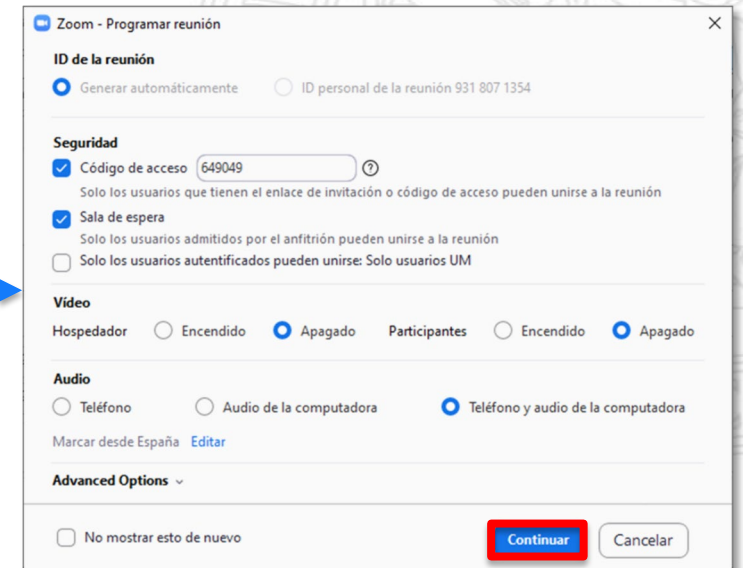 Zoom - Programar reunión
ID de la reunión
Generar automáticamente ID personal de la reunión 931 807 1354
Seguridad
Código de acceso 649049 ?
Solo los usuarios que tienen el enlace de invitación o código de acceso pueden unirse a la reunión
Sala de espera
Solo los usuarios admitidos por el anfitrión pueden unirse a la reunión
Solo los usuarios autentificados pueden unirse: Solo usuarios UM
Vídeo
Hospedador Encendido Apagado Participantes Encendido Apagado
Audio
Teléfono Audio de la computadora Teléfono y audio de la computadora
Marcar desde España Editar
Advanced Options
No mostrar esto de nuevo Continuar Cancelar